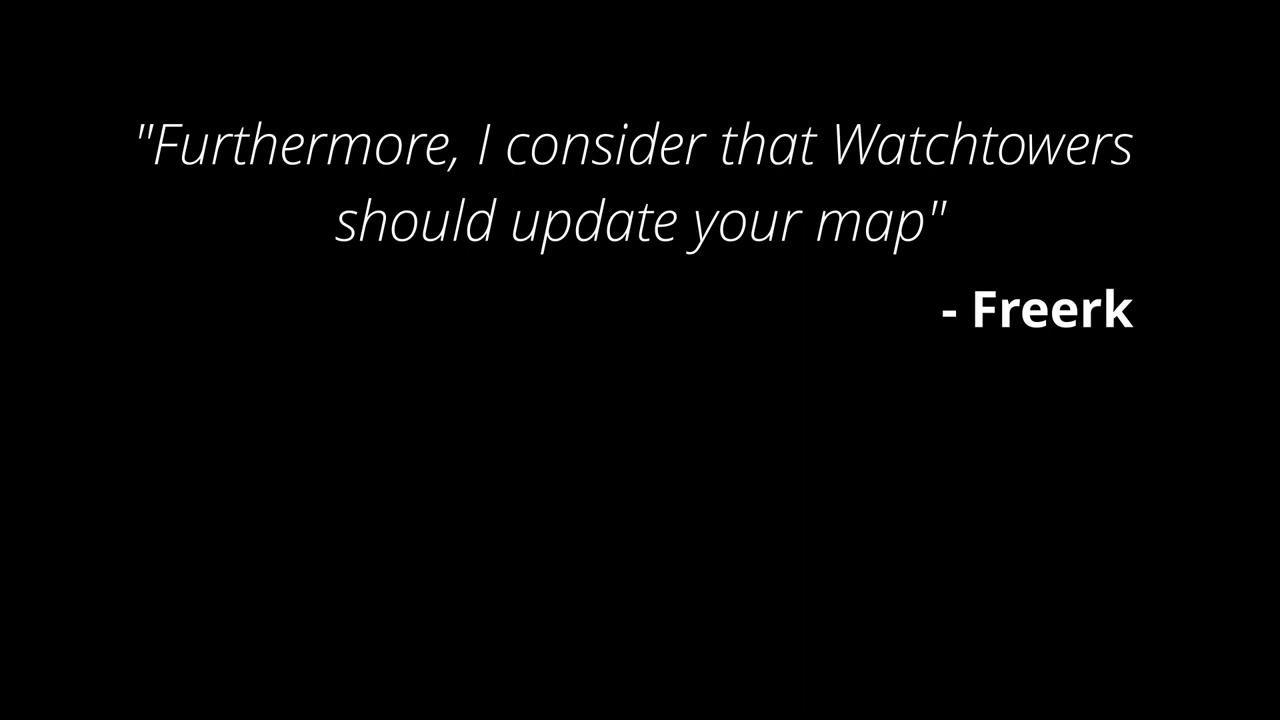 "Furthermore, I consider that Watchtowers
should update your map"
- Freerk